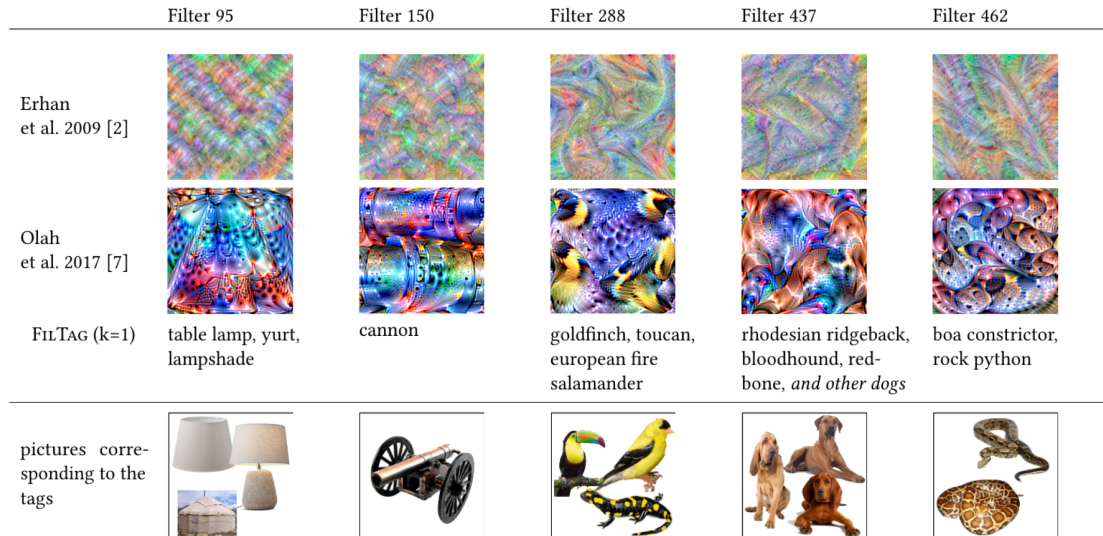 Filter 95 Filter 150 Filter 288 Filter 437 Filter 462
Erhan
et al. 2009 [2]
Olah
et al. 2017 [7]
FILTAG (k=1)
table lamp, yurt,
lampshade
cannon
goldfinch, toucan,
european fire
salamander
rhodesian ridgeback,
bloodhound, red-
bone, and other dogs
boa constrictor,
rock python
pictures corre-
sponding to the
tags